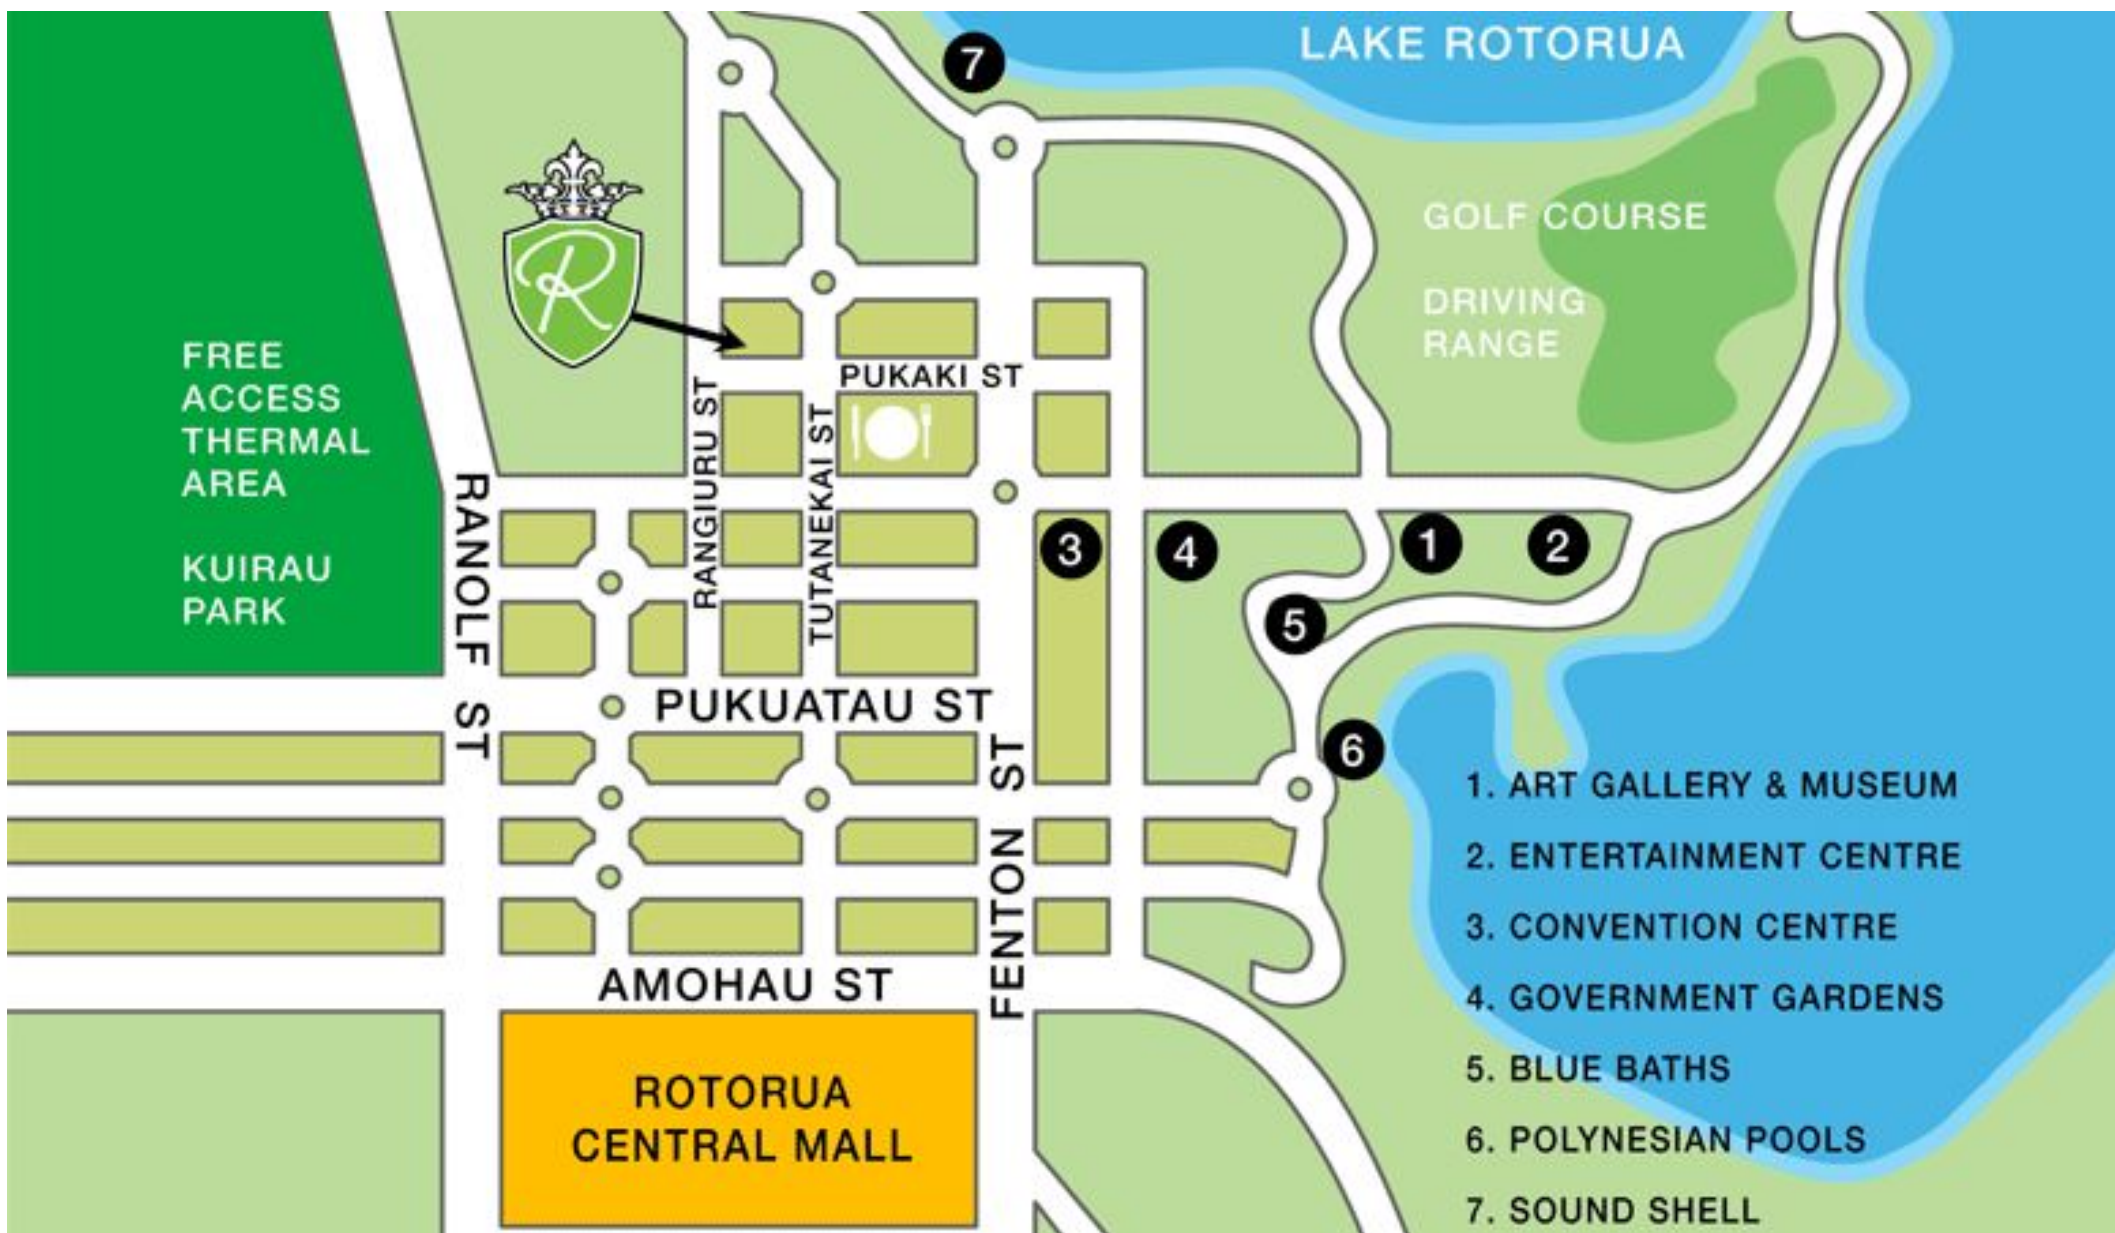 LAKE ROTORUA
7
R
GOLF COURSE
DRIVING
RANGE
FREE
ACCESS
THERMAL
AREA
KUIRAU
PARK
PUKAKI ST
RANGIURU ST
TUTANEKAI ST
RANOLF ST
3
4
1
2
5
6
PUKUATAU ST
FENTON ST
AMOHAU ST
ROTORUA
CENTRAL MALL
1. ART GALLERY & MUSEUM
2. ENTERTAINMENT CENTRE
3. CONVENTION CENTRE
4. GOVERNMENT GARDENS
5. BLUE BATHS
6. POLYNESIAN POOLS
7. SOUND SHELL